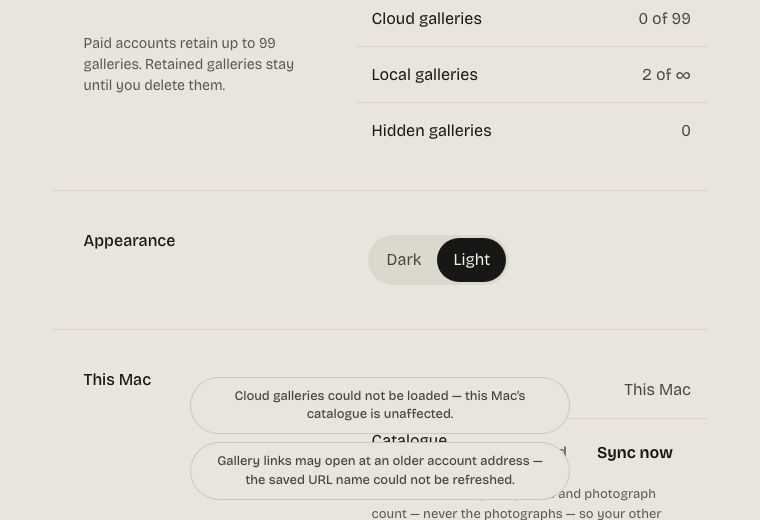 Cloud galleries 0 of 99
Paid accounts retain up to 99
galleries. Retained galleries stay
until you delete them.
Local galleries 2 of ∞
Hidden galleries 0
Appearance
Dark Light
This Mac
This Mac
Cloud galleries could not be loaded — this Mac's
catalogue is unaffected.
Catalogue
Sync now
Gallery links may open at an older account address —
the saved URL name could not be refreshed.
and photograph
count — never the photographs — so your other